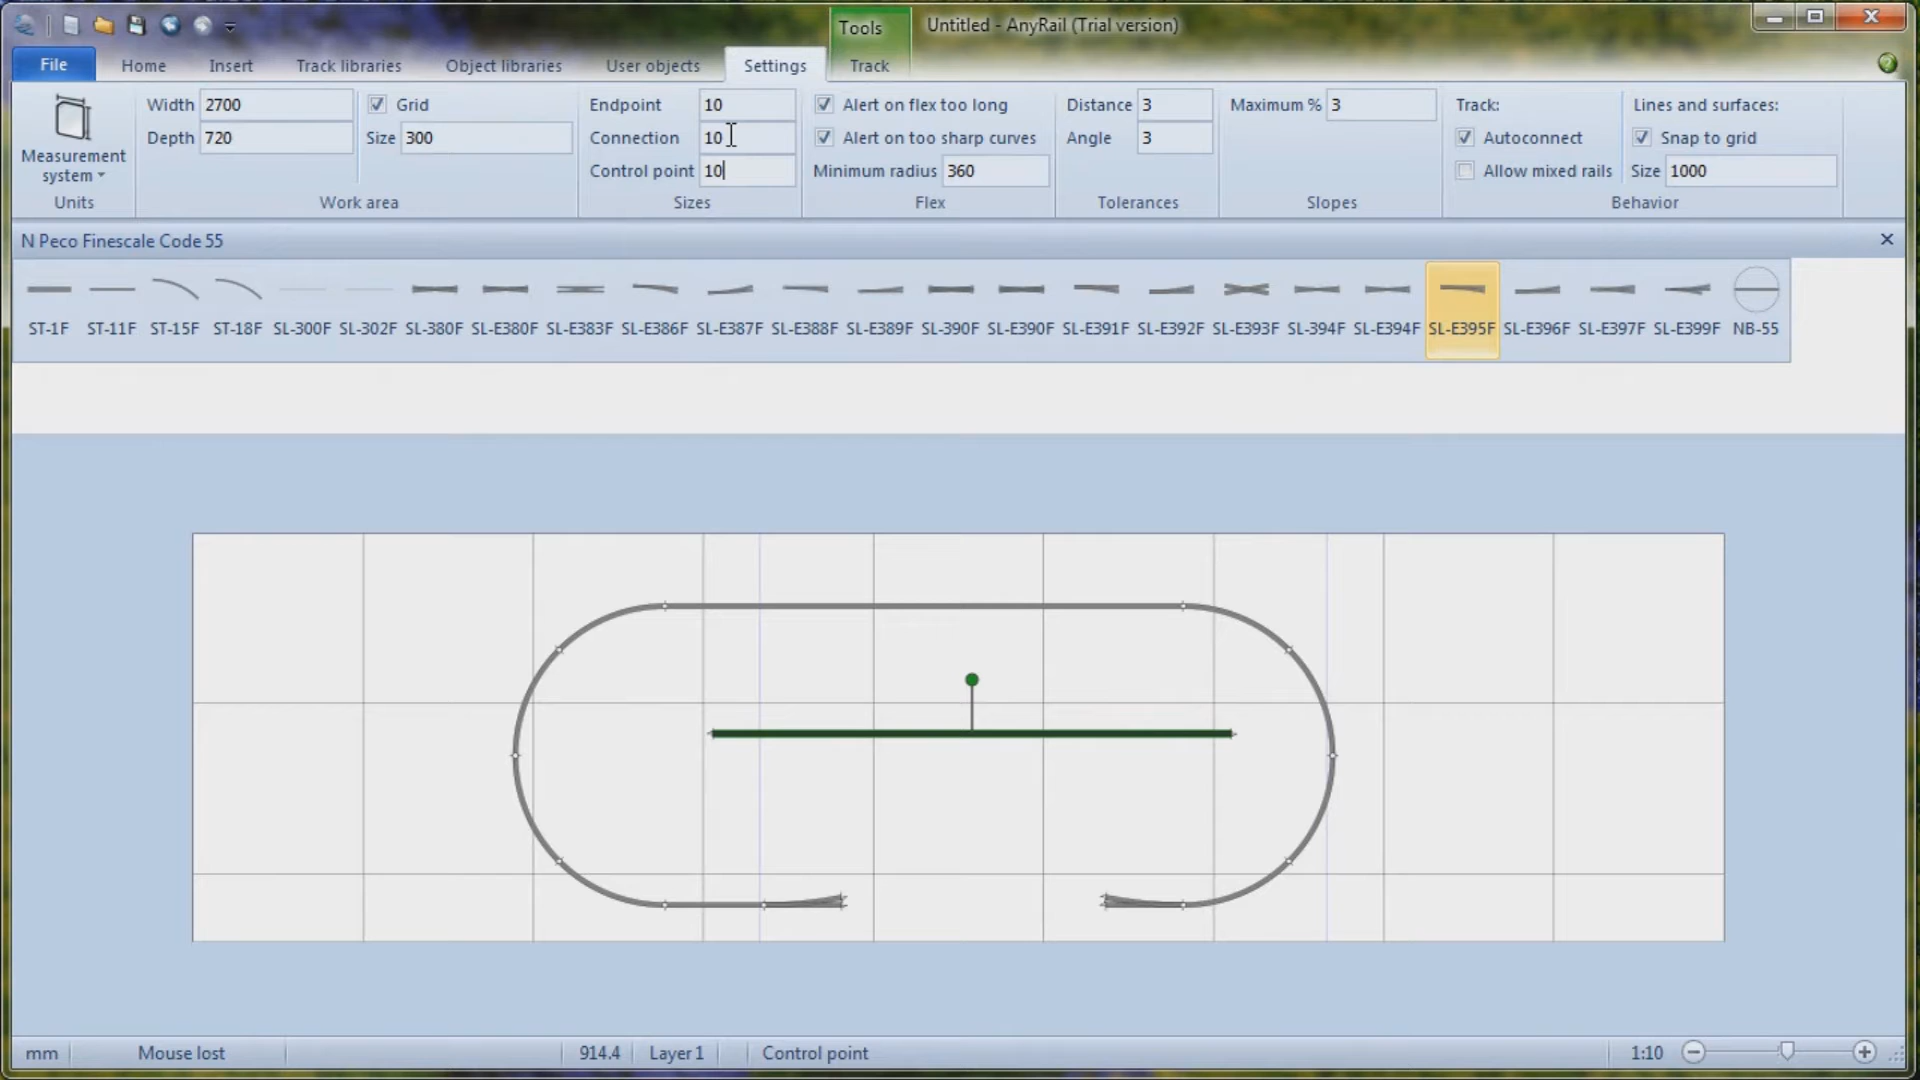 Tools
Untitled - AnyRail (Trial version)
File Home Insert Track libraries Object libraries User objects Settings Track
Width 2700 Grid Endpoint 10 Alert on flex too long Distance 3 Maximum % 3 Track: Lines and surfaces:
Measurement system Depth 720 Size 300 Connection 10 Alert on too sharp curves Angle 3 Autoconnect Snap to grid
Control point 10 Minimum radius 360 Allow mixed rails Size 1000
Units Work area Sizes Flex Tolerances Slopes Behavior
N Peco Finescale Code 55
ST-1F ST-11F ST-15F ST-18F SL-300F SL-302F SL-380F SL-E380F SL-E383F SL-E386F SL-E387F SL-E388F SL-E389F SL-390F SL-E390F SL-E391F SL-E392F SL-E393F SL-394F SL-E394F SL-E395F SL-E396F SL-E397F SL-E399F NB-55
mm Mouse lost 914.4 Layer 1 Control point 1:10